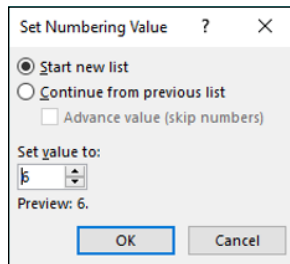 Set Numbering Value ? ×
Start new list
Continue from previous list
Advance value (skip numbers)
Set value to:
6
Preview: 6.
OK Cancel